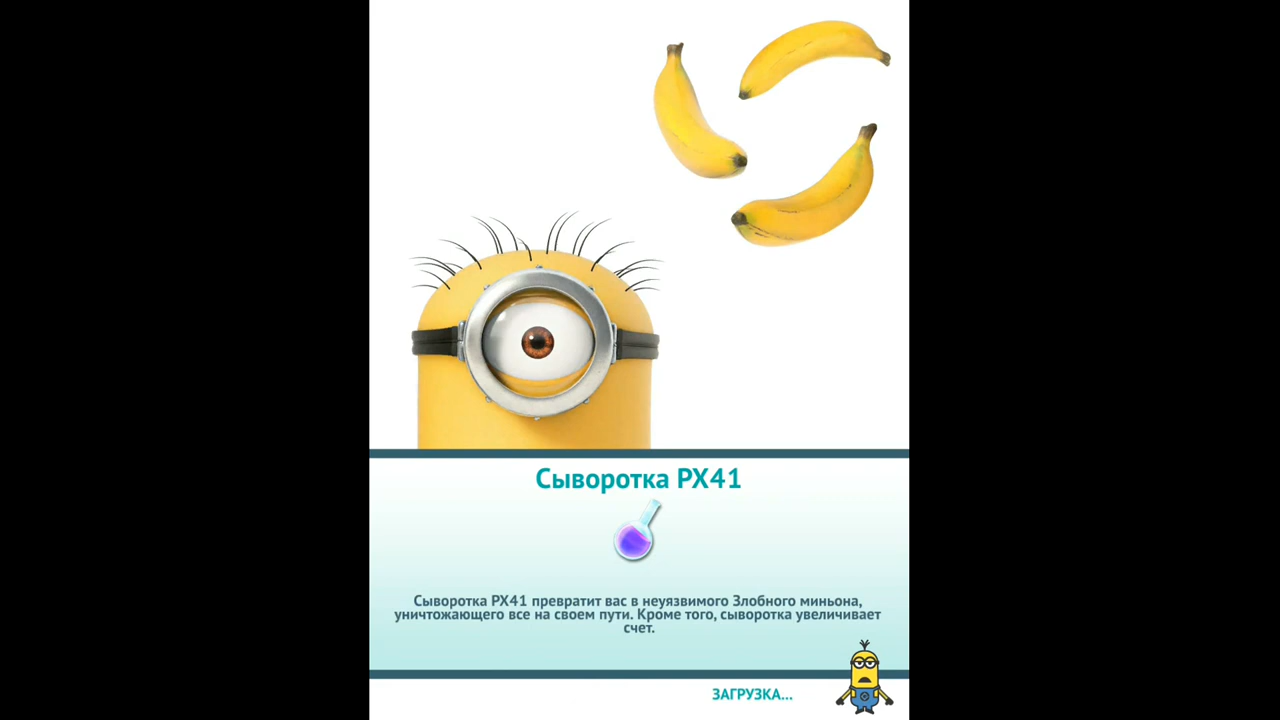 Сыворотка PX41
Сыворотка PX41 превратит вас в неуязвимого Злобного миньона,
уничтожающего все на своем пути. Кроме того, сыворотка увеличивает
счет.
ЗАГРУЗКА...